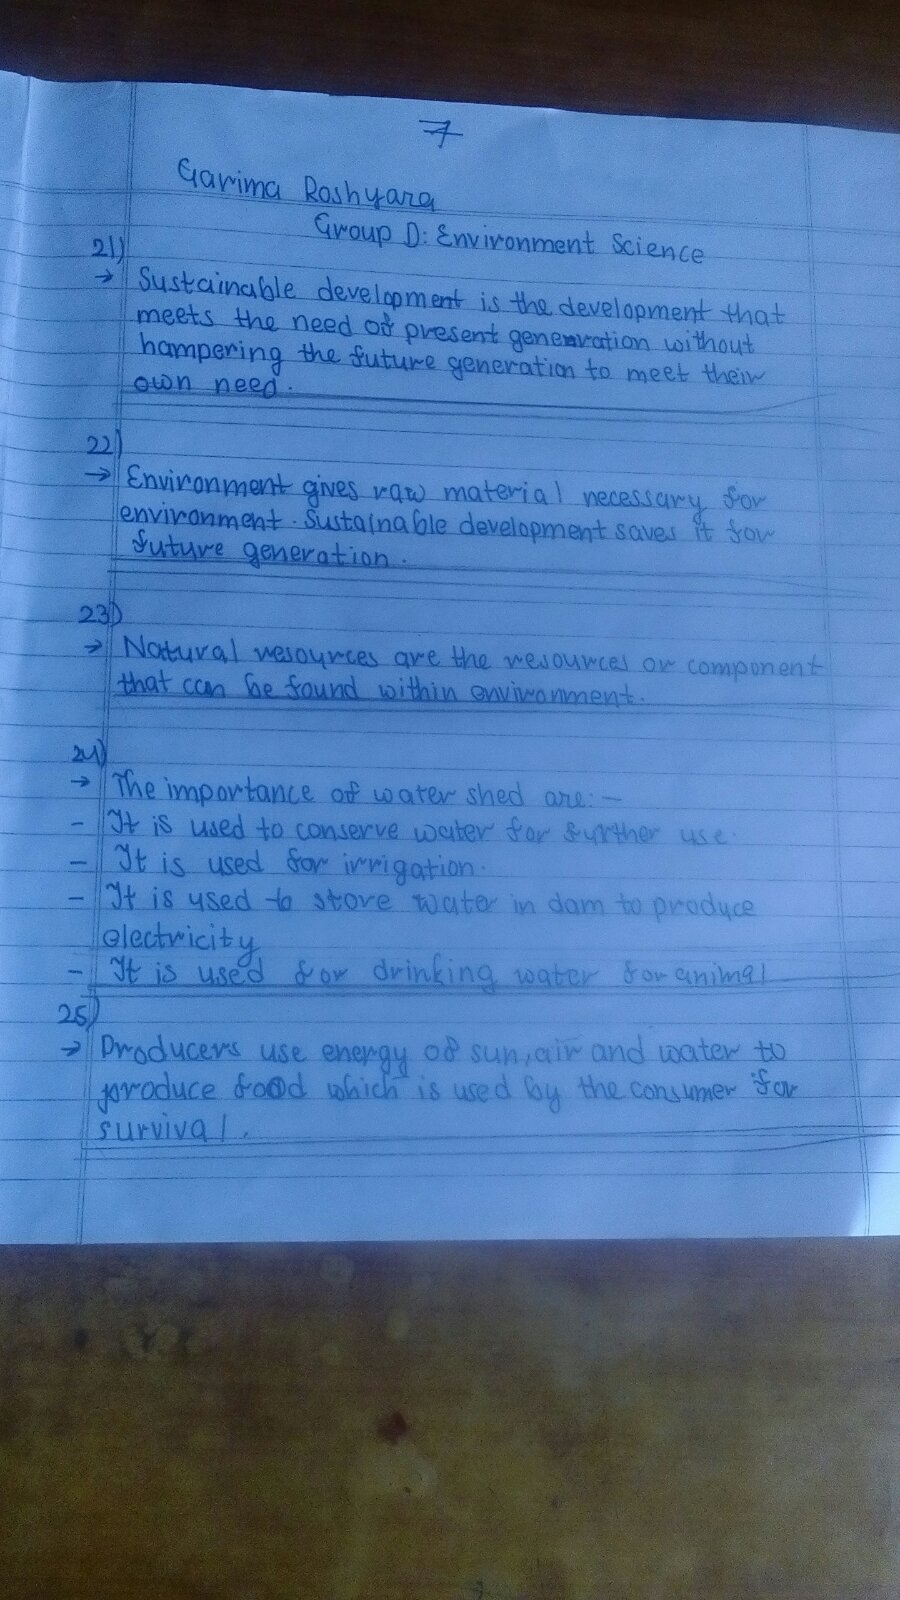 7
Garima Roshyara
Group D: Environment Science
21)
→ Sustainable development is the development that
meets the need of present generation without
hampering the future generation to meet their
own need.
22)
→ Environment gives raw material necessary for
environment. Sustainable development saves it for
future generation.
23)
→ Natural resources are the resources or component
that can be found within environment.
24)
→ The importance of water shed are:-
- It is used to conserve water for further use.
- It is used for irrigation.
- It is used to store water in dam to produce
electricity
- It is used for drinking water for animal
25)
→ Producers use energy of sun, air and water to
produce food which is used by the consumer for
survival.